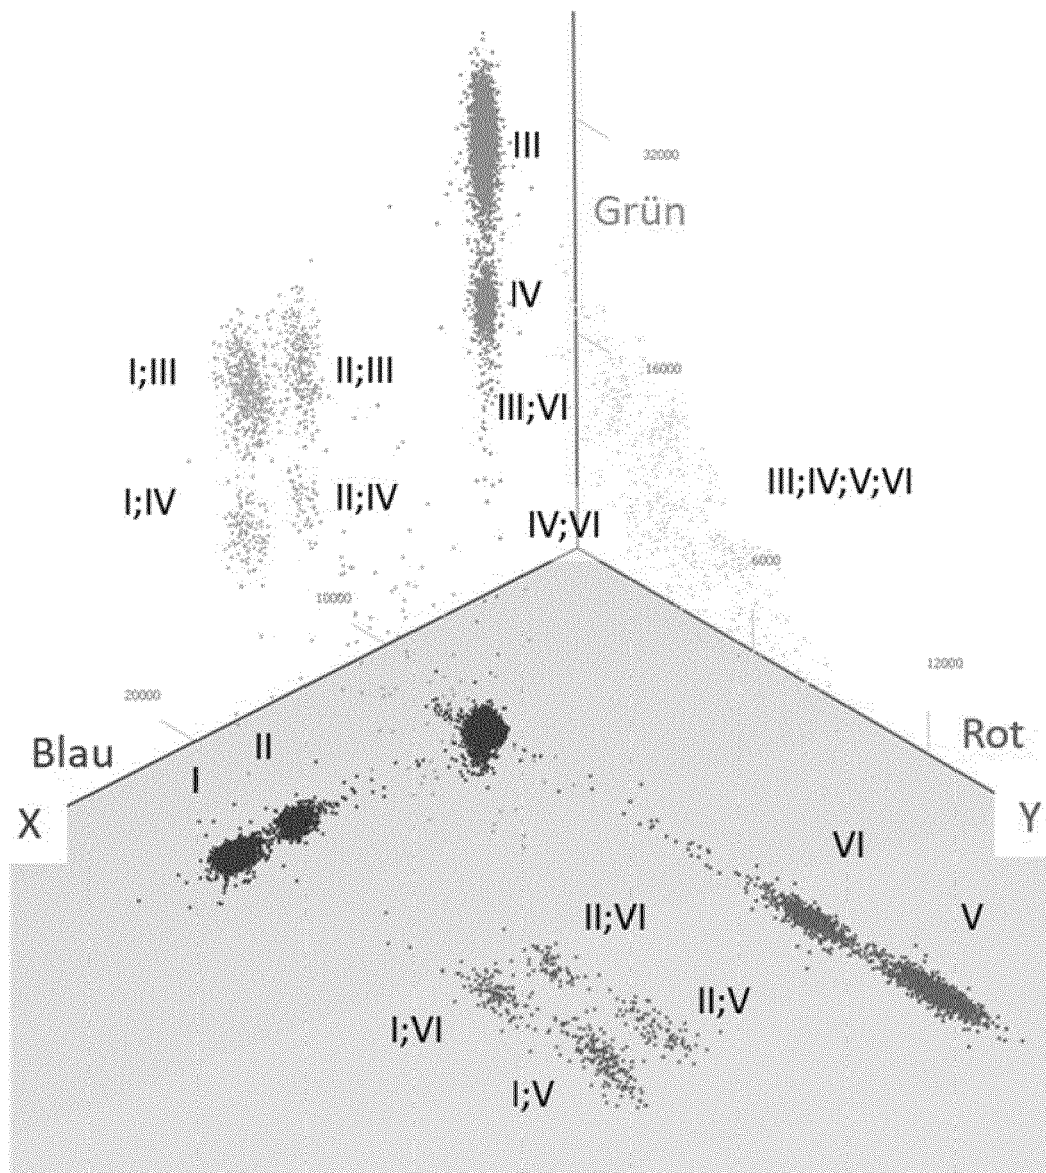 III
32000
Grün
IV
I;III
II;III
16000
III;VI
III;IV;V;VI
I;IV
II;IV
IV;VI
6000
10000
12000
20000
Blau
II
Rot
I
X
Y
VI
II;VI
V
II;V
I;VI
I;V